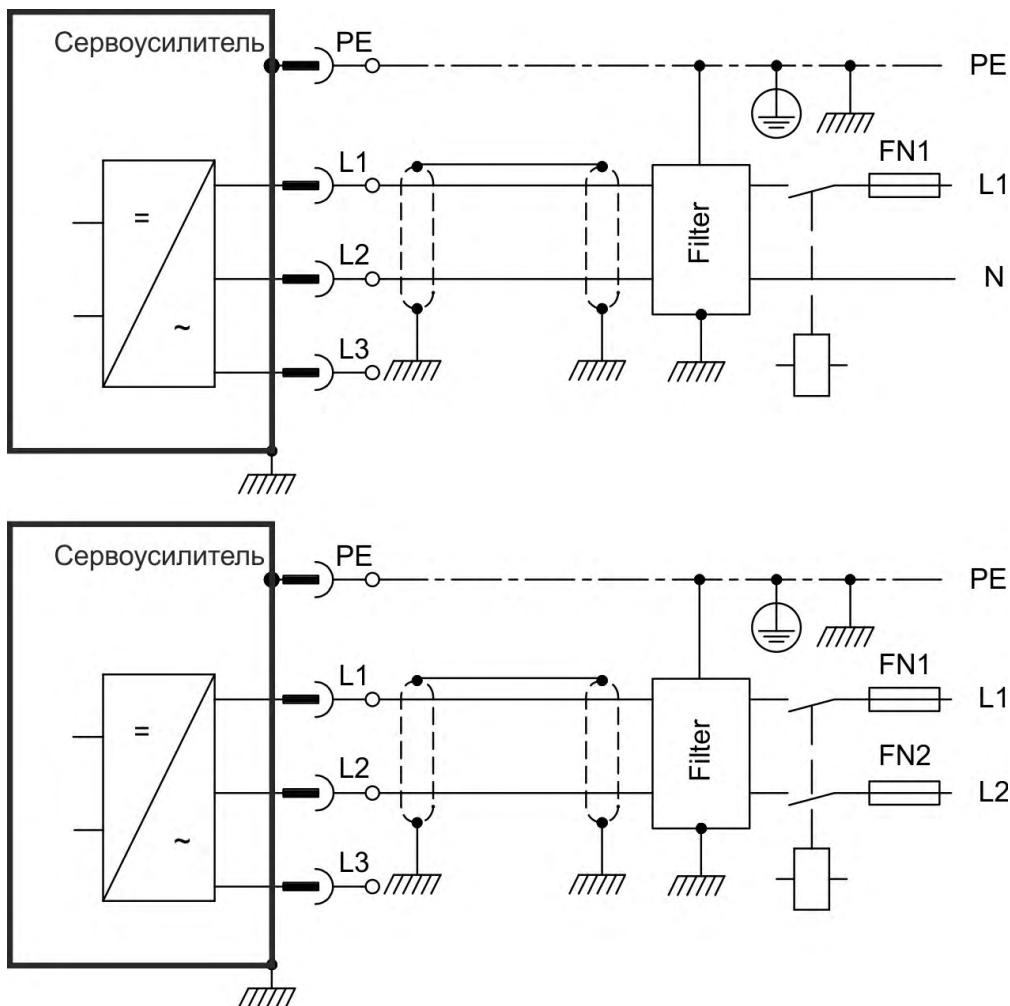 Сервоусилитель
PE
PE
FN1
L1
L1
=
Filter
L2
N
~
L3
Сервоусилитель
PE
PE
FN1
L1
L1
=
Filter
FN2
L2
L2
~
L3